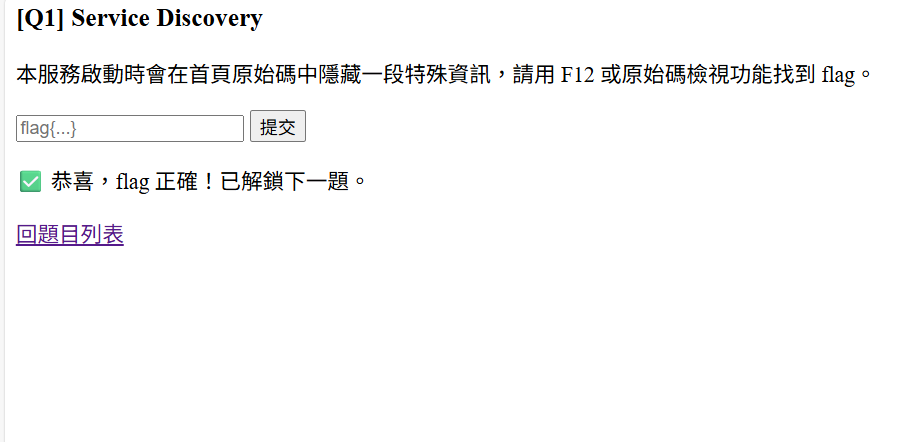 [Q1] Service Discovery
本服務啟動時會在首頁原始碼中隱藏一段特殊資訊，請用 F12 或原始碼檢視功能找到 flag。
flag{...} 提交
✅ 恭喜，flag 正確！已解鎖下一題。
回題目列表